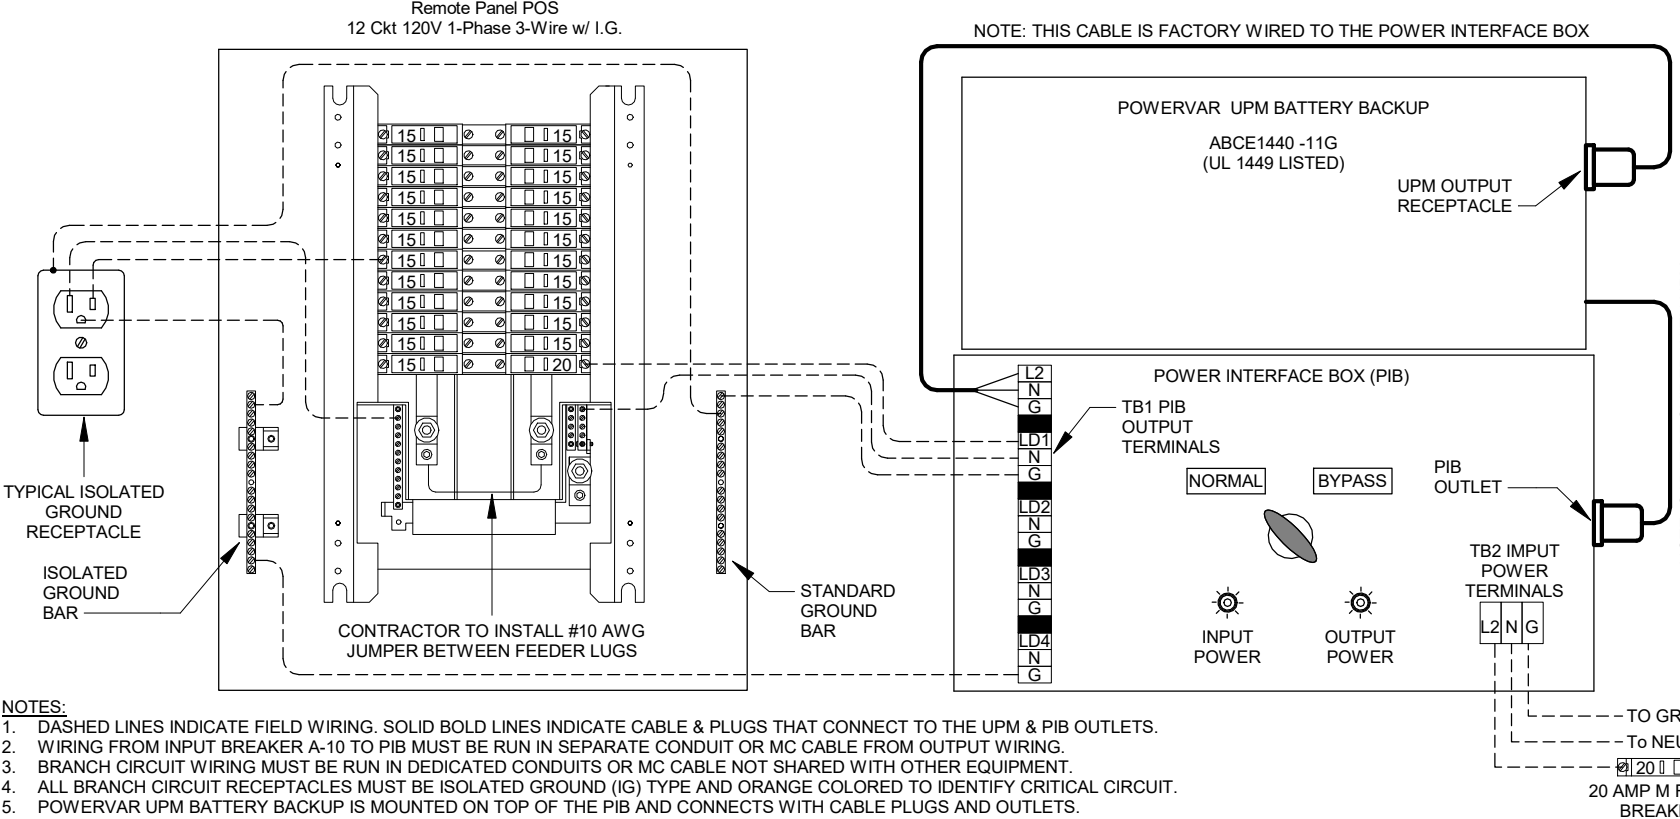 Remote Panel POS
12 Ckt 120V 1-Phase 3-Wire w/ I.G.
NOTE: THIS CABLE IS FACTORY WIRED TO THE POWER INTERFACE BOX
POWERVAR UPM BATTERY BACKUP
ABCE1440 -11G
(UL 1449 LISTED)
UPM OUTPUT
RECEPTACLE
15 15
15 15
15 15
15 15
15 15
15 15
15 15
15 15
15 15
15 15
15 15
15 20
L2
N
G
LD1
N
G
LD2
N
G
LD3
N
G
LD4
N
G
POWER INTERFACE BOX (PIB)
TB1 PIB
OUTPUT
TERMINALS
NORMAL
BYPASS
PIB
OUTLET
TB2 IMPUT
POWER
TERMINALS
L2 N G
INPUT
POWER
OUTPUT
POWER
TYPICAL ISOLATED
GROUND
RECEPTACLE
ISOLATED
GROUND
BAR
STANDARD
GROUND
BAR
CONTRACTOR TO INSTALL #10 AWG
JUMPER BETWEEN FEEDER LUGS
TO GR
To NEU
20
20 AMP M
BREAK
NOTES:
1. DASHED LINES INDICATE FIELD WIRING. SOLID BOLD LINES INDICATE CABLE & PLUGS THAT CONNECT TO THE UPM & PIB OUTLETS.
2. WIRING FROM INPUT BREAKER A-10 TO PIB MUST BE RUN IN SEPARATE CONDUIT OR MC CABLE FROM OUTPUT WIRING.
3. BRANCH CIRCUIT WIRING MUST BE RUN IN DEDICATED CONDUITS OR MC CABLE NOT SHARED WITH OTHER EQUIPMENT.
4. ALL BRANCH CIRCUIT RECEPTACLES MUST BE ISOLATED GROUND (IG) TYPE AND ORANGE COLORED TO IDENTIFY CRITICAL CIRCUIT.
5. POWERVAR UPM BATTERY BACKUP IS MOUNTED ON TOP OF THE PIB AND CONNECTS WITH CABLE PLUGS AND OUTLETS.